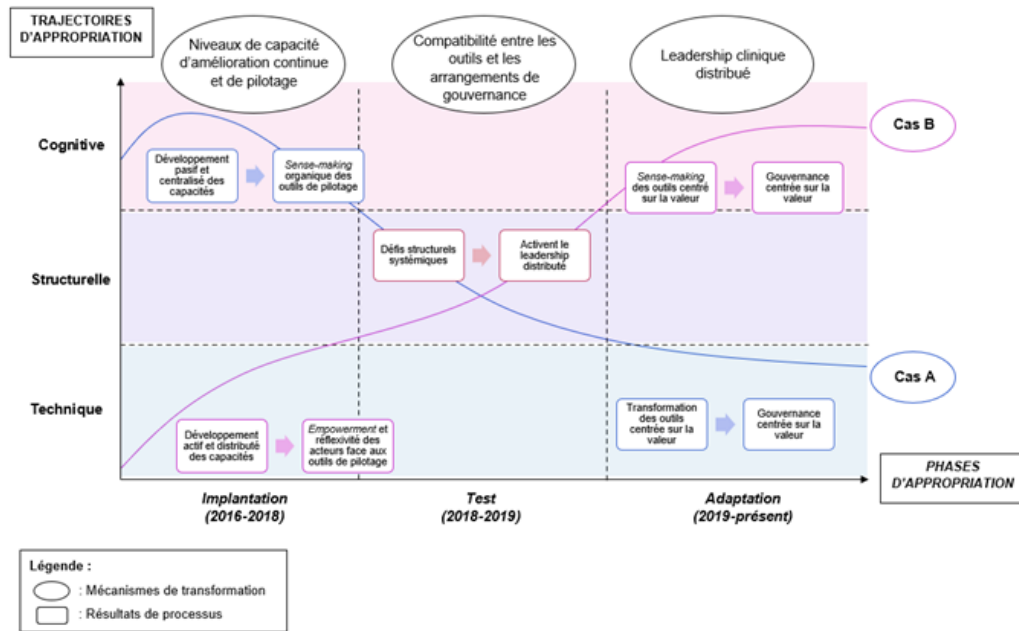 TRAJECTOIRES
D'APPROPRIATION
Niveaux de capacité
d'amélioration continue
et de pilotage
Compatibilité entre les
outils et les
arrangements de
gouvernance
Leadership clinique
distribué
Cognitive
Développement
pasif et
centralisé des
capacités
Sense-making
organique des
outils de pilotage
Sense-making
des outils centré
sur la valeur
Gouvernance
centrée sur la
valeur
Cas B
Structurelle
Défis structurels
systémiques
Activent le
leadership
distribué
Technique
Développement
actif et distributé
des capacités
Empowerment et
réflexivité des
acteurs face aux
outils de pilotage
Transformation
des outils
centrée sur la
valeur
Gouvernance
centrée sur la
valeur
Cas A
Implantation
(2016-2018)
Test
(2018-2019)
Adaptation
(2019-présent)
PHASES
D'APPROPRIATION
Légende :
: Mécanismes de transformation
: Résultats de processus